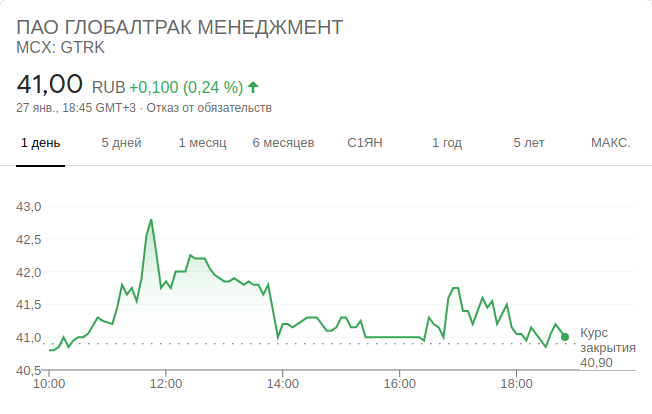 ПАО ГЛОБАЛТРАК МЕНЕДЖМЕНТ
MCX: GTRK
41,00 RUB +0,100 (0,24 %)
27 янв., 18:45 GMT+3 · Отказ от обязательств
1 день 5 дней 1 месяц 6 месяцев С1ЯН 1 год 5 лет МАКС.
43,0
42,5
42,0
41,5
41,0
40,5
Курс
закрытия
40,90
10:00 12:00 14:00 16:00 18:00